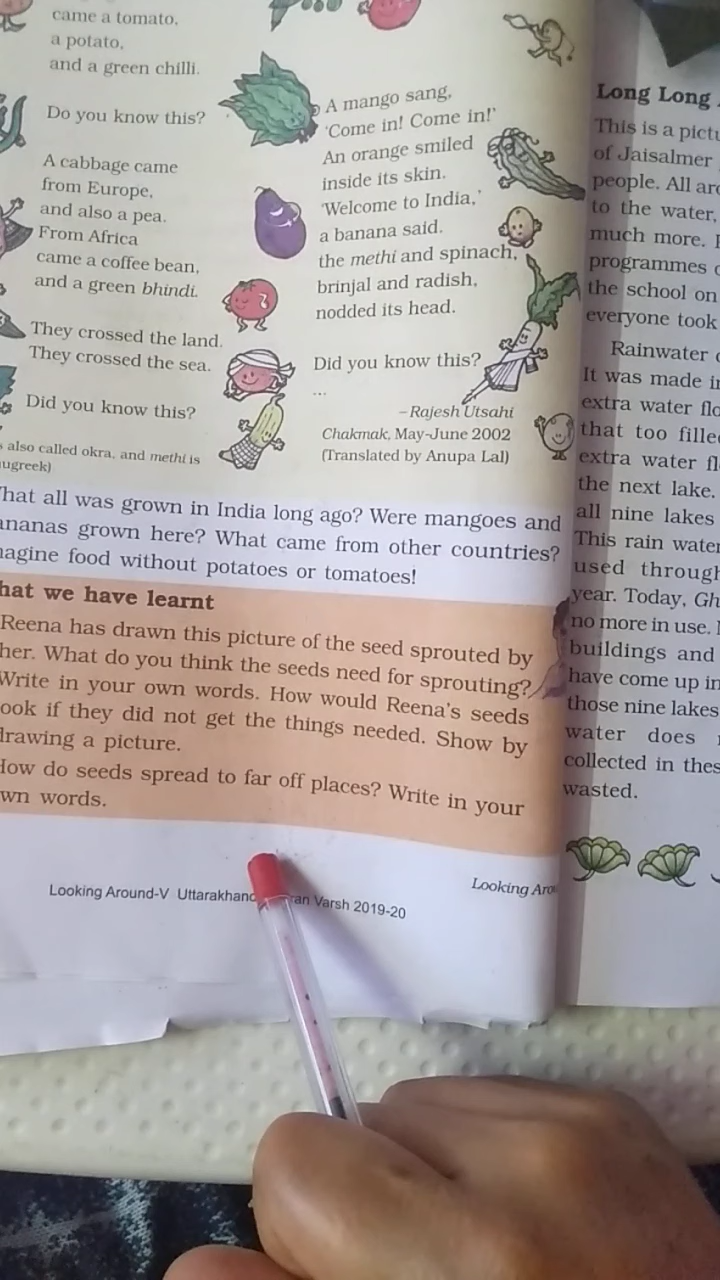 came a tomato,
a potato,
and a green chilli.
Do you know this?
A cabbage came
from Europe,
and also a pea.
From Africa
came a coffee bean,
and a green bhindi.
They crossed the land.
They crossed the sea.
Did you know this?
also called okra, and methi is
A mango sang,
'Come in! Come in!'
An orange smiled
inside its skin.
'Welcome to India,'
a banana said.
the methi and spinach,
brinjal and radish,
nodded its head.
Did you know this?
...
– Rajesh Utsahi
Chakmak, May-June 2002
(Translated by Anupa Lal)
hat all was grown in India long ago? Were mangoes and
ananas grown here? What came from other countries?
nagine food without potatoes or tomatoes!
hat we have learnt
Reena has drawn this picture of the seed sprouted by
her. What do you think the seeds need for sprouting?
Write in your own words. How would Reena's seeds
ook if they did not get the things needed. Show by
drawing a picture.
How do seeds spread to far off places? Write in your
wn words.
Looking Around-V Uttarakhand ran Varsh 2019-20
Looking Aro
Long Long
This is a pictu
of Jaisalmer
people. All are
to the water,
much more.
programmes
the school on
everyone took
Rainwater
It was made in
extra water flo
that too filled
extra water fl
the next lake.
all nine lakes
This rain water
used through
year. Today, Gh
no more in use.
buildings and
have come up in
those nine lakes
water does
collected in thes
wasted.